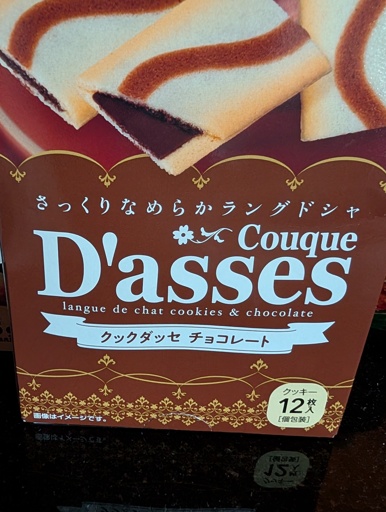 さっくりなめらかラングドシャ
Couque
D'asses
langue de chat cookies & chocolate
クックダッセ チョコレート
クッキー
12枚入
[個包装]
画像はイメージです。